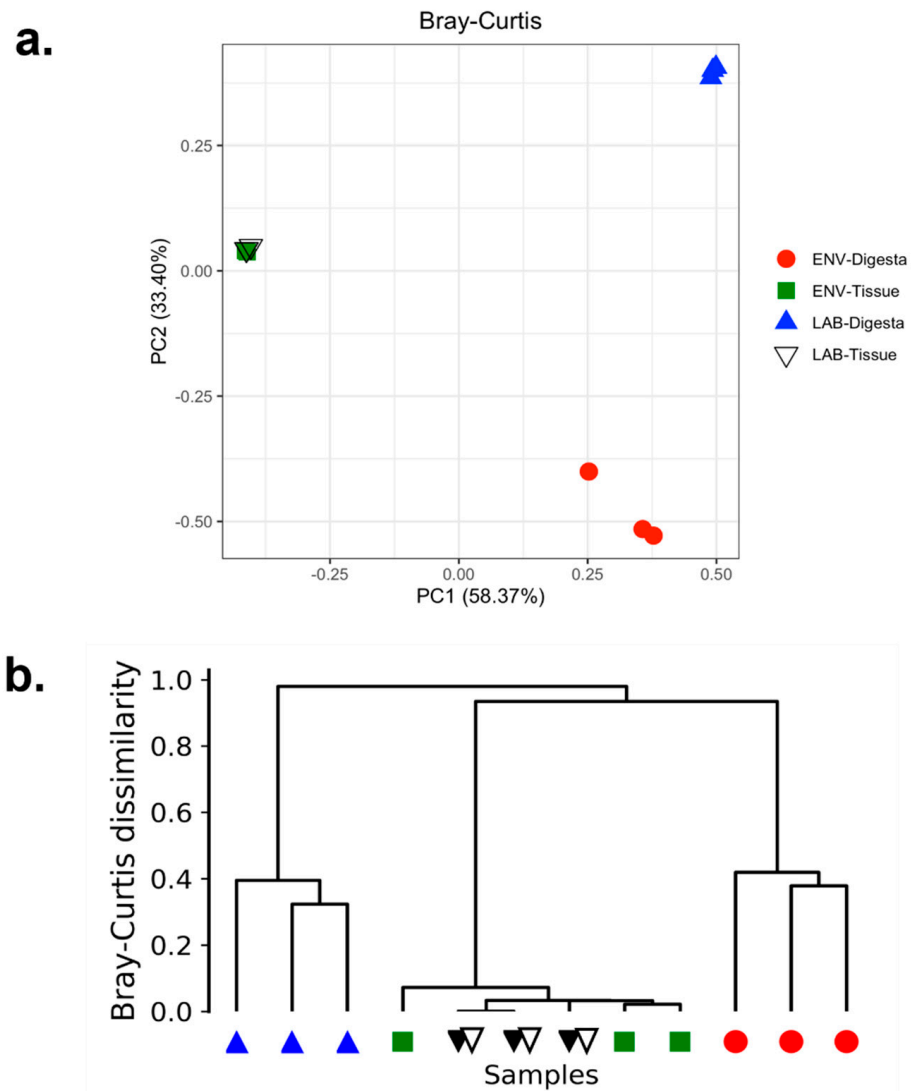 a.
Bray-Curtis
0.25
0.00
-0.25
-0.50
PC2 (33.40%)
-0.25
0.00
0.25
0.50
PC1 (58.37%)
ENV-Digesta
ENV-Tissue
LAB-Digesta
LAB-Tissue
b.
Bray-Curtis dissimilarity
1.0
0.8
0.6
0.4
0.2
0.0
Samples